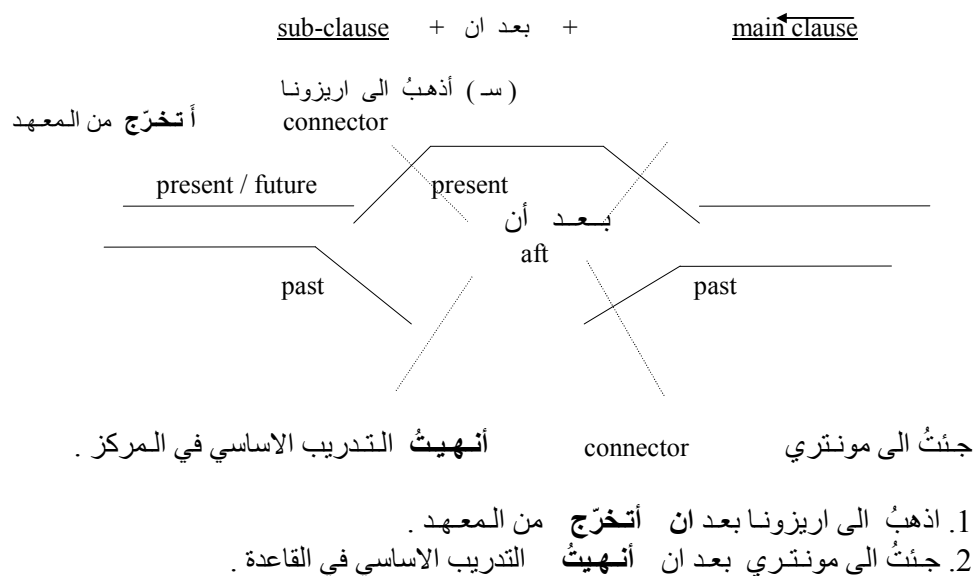 sub-clause + بعد ان + main clause
( سـ ) أذهبُ الى اريزونا
أَتخرّج من المعهد connector
present / future present
بعد أن
aft
past past
جئتُ الى مونتري connector أنهيتُ التدريب الاساسي في المركز .
1. اذهبُ الى اريزونا بعد ان أتخرّج من المعهد .
2. جئتُ الى مونتري بعد ان أنهيتُ التدريب الاساسي في القاعدة .